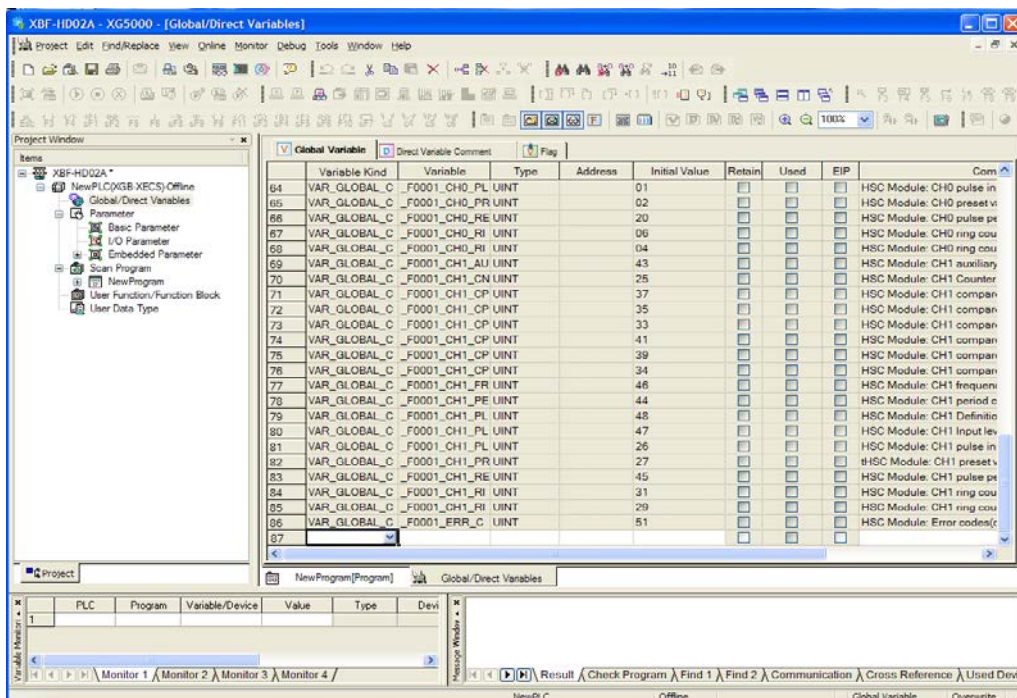 XBF-HD02A - XG5000 - [Global/Direct Variables]
Project Edit Find/Replace View Online Monitor Debug Tools Window Help
100%
Project Window
Items
XBF-HD02A *
NewPLC(XGB-XECS)-Offline
Global/Direct Variables
Parameter
Basic Parameter
I/O Parameter
Embedded Parameter
Scan Program
NewProgram
User Function/Function Block
User Data Type
Project
V Global Variable D Direct Variable Comment Flag
Variable Kind Variable Type Address Initial Value Retain Used EIP Com
64 VAR_GLOBAL_C _F0001_CH0_PL UINT 01 HSC Module: CH0 pulse in
65 VAR_GLOBAL_C _F0001_CH0_PR UINT 02 HSC Module: CH0 preset v
66 VAR_GLOBAL_C _F0001_CH0_RE UINT 20 HSC Module: CH0 pulse pe
67 VAR_GLOBAL_C _F0001_CH0_RI UINT 06 HSC Module: CH0 ring cou
68 VAR_GLOBAL_C _F0001_CH0_RI UINT 04 HSC Module: CH0 ring cou
69 VAR_GLOBAL_C _F0001_CH1_AU UINT 43 HSC Module: CH1 auxiliary
70 VAR_GLOBAL_C _F0001_CH1_CN UINT 25 HSC Module: CH1 Counter
71 VAR_GLOBAL_C _F0001_CH1_CP UINT 37 HSC Module: CH1 compar
72 VAR_GLOBAL_C _F0001_CH1_CP UINT 35 HSC Module: CH1 compar
73 VAR_GLOBAL_C _F0001_CH1_CP UINT 33 HSC Module: CH1 compar
74 VAR_GLOBAL_C _F0001_CH1_CP UINT 41 HSC Module: CH1 compar
75 VAR_GLOBAL_C _F0001_CH1_CP UINT 39 HSC Module: CH1 compar
76 VAR_GLOBAL_C _F0001_CH1_CP UINT 34 HSC Module: CH1 compar
77 VAR_GLOBAL_C _F0001_CH1_FR UINT 46 HSC Module: CH1 frequen
78 VAR_GLOBAL_C _F0001_CH1_PE UINT 44 HSC Module: CH1 period c
79 VAR_GLOBAL_C _F0001_CH1_PL UINT 48 HSC Module: CH1 Definitio
80 VAR_GLOBAL_C _F0001_CH1_PL UINT 47 HSC Module: CH1 Input lev
81 VAR_GLOBAL_C _F0001_CH1_PL UINT 26 HSC Module: CH1 pulse in
82 VAR_GLOBAL_C _F0001_CH1_PR UINT 27 tHSC Module: CH1 preset v
83 VAR_GLOBAL_C _F0001_CH1_RE UINT 45 HSC Module: CH1 pulse pe
84 VAR_GLOBAL_C _F0001_CH1_RI UINT 31 HSC Module: CH1 ring cou
85 VAR_GLOBAL_C _F0001_CH1_RI UINT 29 HSC Module: CH1 ring cou
86 VAR_GLOBAL_C _F0001_ERR_C UINT 51 HSC Module: Error codes(c
87
NewProgram[Program] Global/Direct Variables
Variable Monitor
PLC Program Variable/Device Value Type Devi
1
Monitor 1 Monitor 2 Monitor 3 Monitor 4
Message Window
Result Check Program Find 1 Find 2 Communication Cross Reference Used Dev
NewPLC Offline Global Variable Overwrite